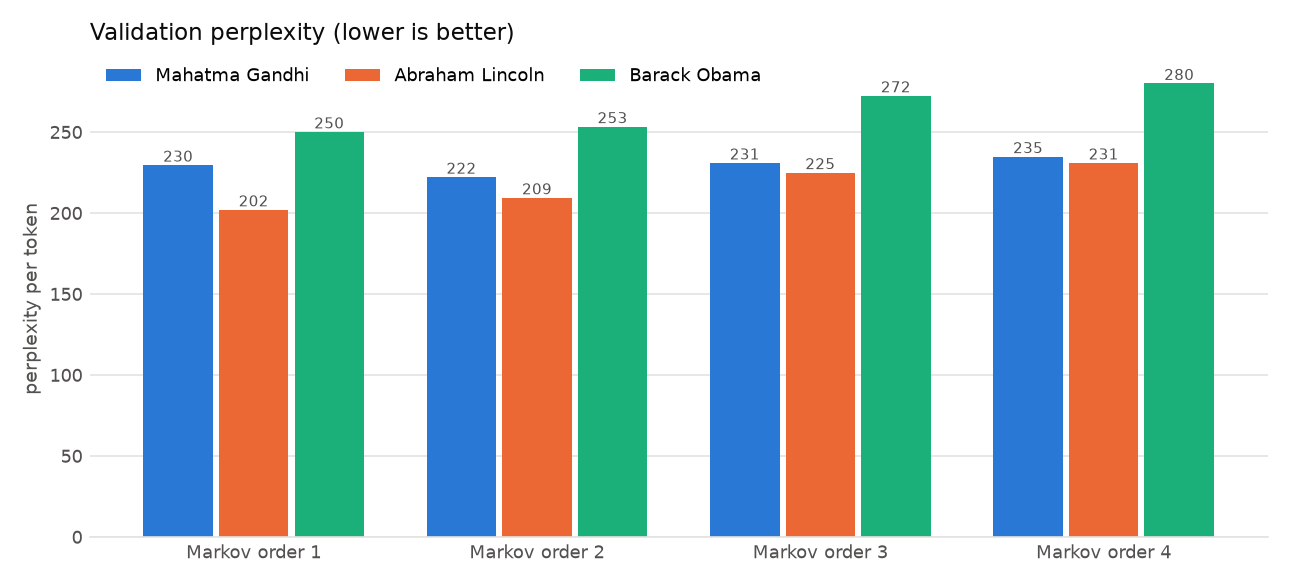 Validation perplexity (lower is better)
Mahatma Gandhi Abraham Lincoln Barack Obama
perplexity per token
250
200
150
100
50
0
230 202 250
222 209 253
231 225 272
235 231 280
Markov order 1 Markov order 2 Markov order 3 Markov order 4